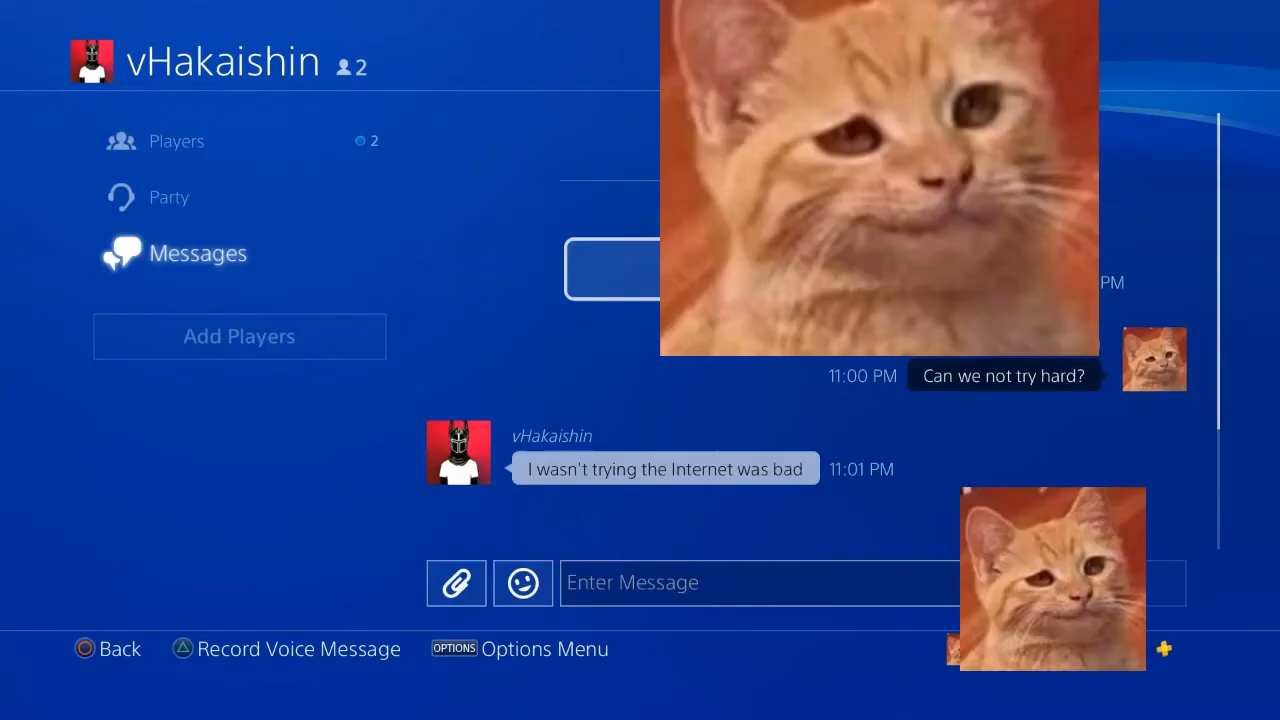 vHakaishin 2
Players 2
Party
Messages
Add Players
PM
11:00 PM Can we not try hard?
vHakaishin
I wasn't trying the Internet was bad 11:01 PM
Enter Message
Back Record Voice Message OPTIONS Options Menu